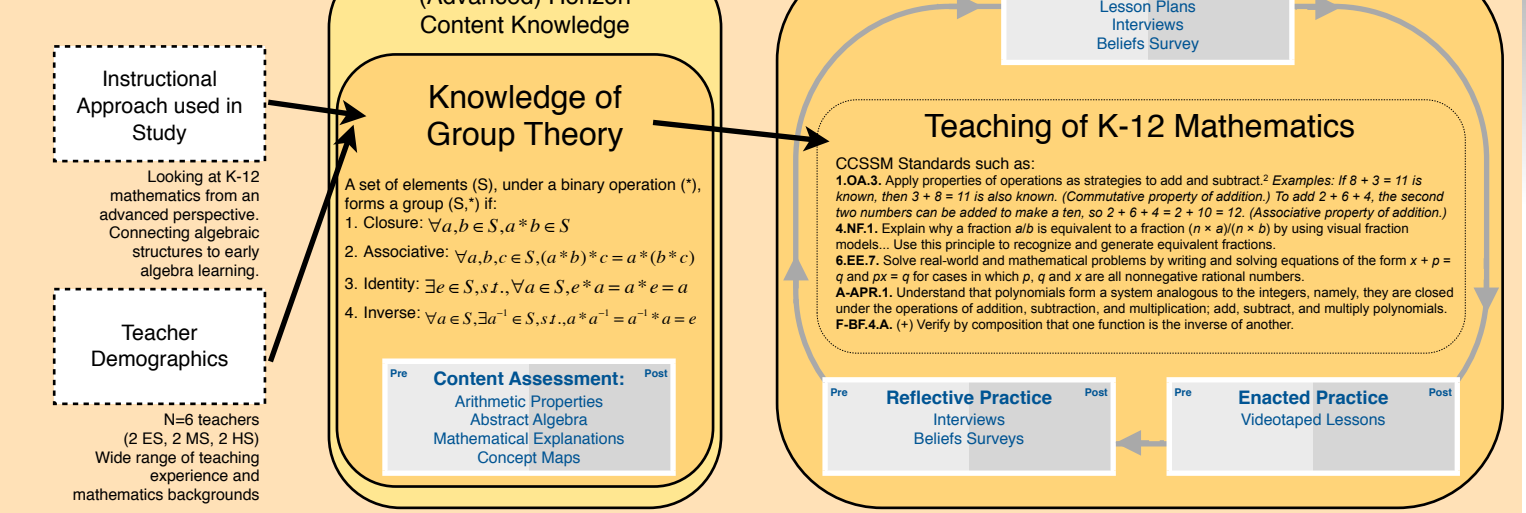 (Advanced) Horizon
Content Knowledge
Instructional
Approach used in
Study
Looking at K-12
mathematics from an
advanced perspective.
Connecting algebraic
structures to early
algebra learning.
Teacher
Demographics
N=6 teachers
(2 ES, 2 MS, 2 HS)
Wide range of teaching
experience and
mathematics backgrounds
Knowledge of
Group Theory
A set of elements (S), under a binary operation (*),
forms a group (S,*) if:
1. Closure: ∀a,b ∈ S,a * b ∈ S
2. Associative: ∀a,b,c ∈ S,(a * b) * c = a * (b * c)
3. Identity: ∃e ∈ S,s.t.,∀a ∈ S,e * a = a * e = a
4. Inverse: ∀a ∈ S,∃a⁻¹ ∈ S,s.t.,a * a⁻¹ = a⁻¹ * a = e
Pre Content Assessment: Post
Arithmetic Properties
Abstract Algebra
Mathematical Explanations
Concept Maps
Lesson Plans
Interviews
Beliefs Survey
Teaching of K-12 Mathematics
CCSSM Standards such as:
1.OA.3. Apply properties of operations as strategies to add and subtract.² Examples: If 8 + 3 = 11 is
known, then 3 + 8 = 11 is also known. (Commutative property of addition.) To add 2 + 6 + 4, the second
two numbers can be added to make a ten, so 2 + 6 + 4 = 2 + 10 = 12. (Associative property of addition.)
4.NF.1. Explain why a fraction a/b is equivalent to a fraction (n × a)/(n × b) by using visual fraction
models... Use this principle to recognize and generate equivalent fractions.
6.EE.7. Solve real-world and mathematical problems by writing and solving equations of the form x + p =
q and px = q for cases in which p, q and x are all nonnegative rational numbers.
A-APR.1. Understand that polynomials form a system analogous to the integers, namely, they are closed
under the operations of addition, subtraction, and multiplication; add, subtract, and multiply polynomials.
F-BF.4.A. (+) Verify by composition that one function is the inverse of another.
Pre Reflective Practice Post
Interviews
Beliefs Surveys
Pre Enacted Practice Post
Videotaped Lessons